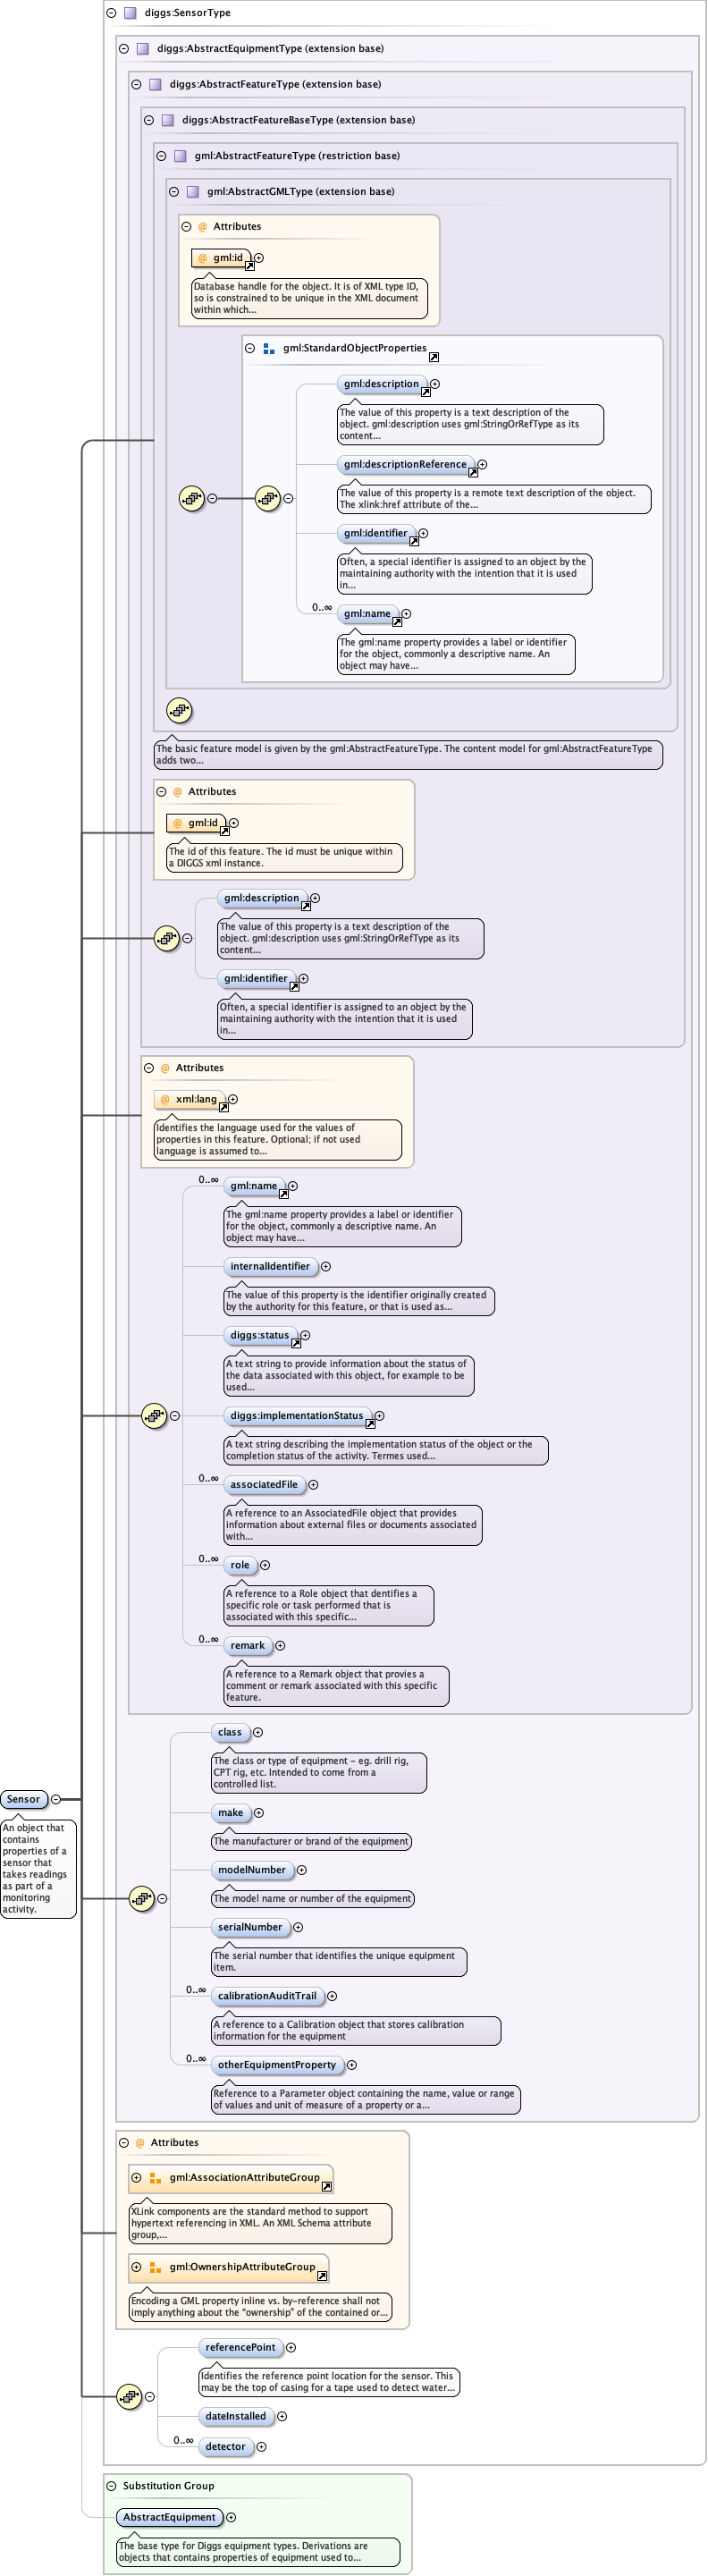 diggs:SensorType
diggs:AbstractEquipmentType (extension base)
diggs:AbstractFeatureType (extension base)
diggs:AbstractFeatureBaseType (extension base)
gml:AbstractFeatureType (restriction base)
gml:AbstractGMLType (extension base)
@ Attributes
@ gml:id
Database handle for the object. It is of XML type ID,
so is constrained to be unique in the XML document
within which...
gml:StandardObjectProperties
gml:description
The value of this property is a text description of the
object. gml:description uses gml:StringOrRefType as its
content...
gml:descriptionReference
The value of this property is a remote text description of the object.
The xlink:href attribute of the...
gml:identifier
Often, a special identifier is assigned to an object by the
maintaining authority with the intention that it is used
in...
0..∞
gml:name
The gml:name property provides a label or identifier
for the object, commonly a descriptive name. An
object may have...
The basic feature model is given by the gml:AbstractFeatureType. The content model for gml:AbstractFeatureType
adds two...
@ Attributes
@ gml:id
The id of this feature. The id must be unique within
a DIGGS xml instance.
gml:description
The value of this property is a text description of the
object. gml:description uses gml:StringOrRefType as its
content...
gml:identifier
Often, a special identifier is assigned to an object by the
maintaining authority with the intention that it is used
in...
@ Attributes
@ xml:lang
Identifies the language used for the values of
properties in this feature. Optional; if not used
language is assumed to...
0..∞
gml:name
The gml:name property provides a label or identifier
for the object, commonly a descriptive name. An
object may have...
internalIdentifier
The value of this property is the identifier originally created
by the authority for this feature, or that is used as...
diggs:status
A text string to provide information about the status of
the data associated with this object, for example to be
used...
diggs:implementationStatus
A text string describing the implementation status of the object or the
completion status of the activity. Termes used...
0..∞
associatedFile
A reference to an AssociatedFile object that provides
information about external files or documents associated
with...
0..∞
role
A reference to a Role object that dentifies a
specific role or task performed that is
associated with this specific...
0..∞
remark
A reference to a Remark object that provies a
comment or remark associated with this specific
feature.
class
The class or type of equipment - eg. drill rig,
CPT rig, etc. Intended to come from a
controlled list.
Sensor
An object that
contains
properties of a
sensor that
takes readings
as part of a
monitoring
activity.
make
The manufacturer or brand of the equipment
modelNumber
The model name or number of the equipment
serialNumber
The serial number that identifies the unique equipment
item.
0..∞
calibrationAuditTrail
A reference to a Calibration object that stores calibration
information for the equipment
0..∞
otherEquipmentProperty
Reference to a Parameter object containing the name, value or range
of values and unit of measure of a property or a...
@ Attributes
gml:AssociationAttributeGroup
XLink components are the standard method to support
hypertext referencing in XML. An XML Schema attribute
group,...
gml:OwnershipAttributeGroup
Encoding a GML property inline vs. by-reference shall not
imply anything about the “ownership” of the contained or...
referencePoint
Identifies the reference point location for the sensor. This
may be the top of casing for a tape used to detect water...
dateInstalled
0..∞
detector
Substitution Group
AbstractEquipment
The base type for Diggs equipment types. Derivations are
objects that contains properties of equipment used to...